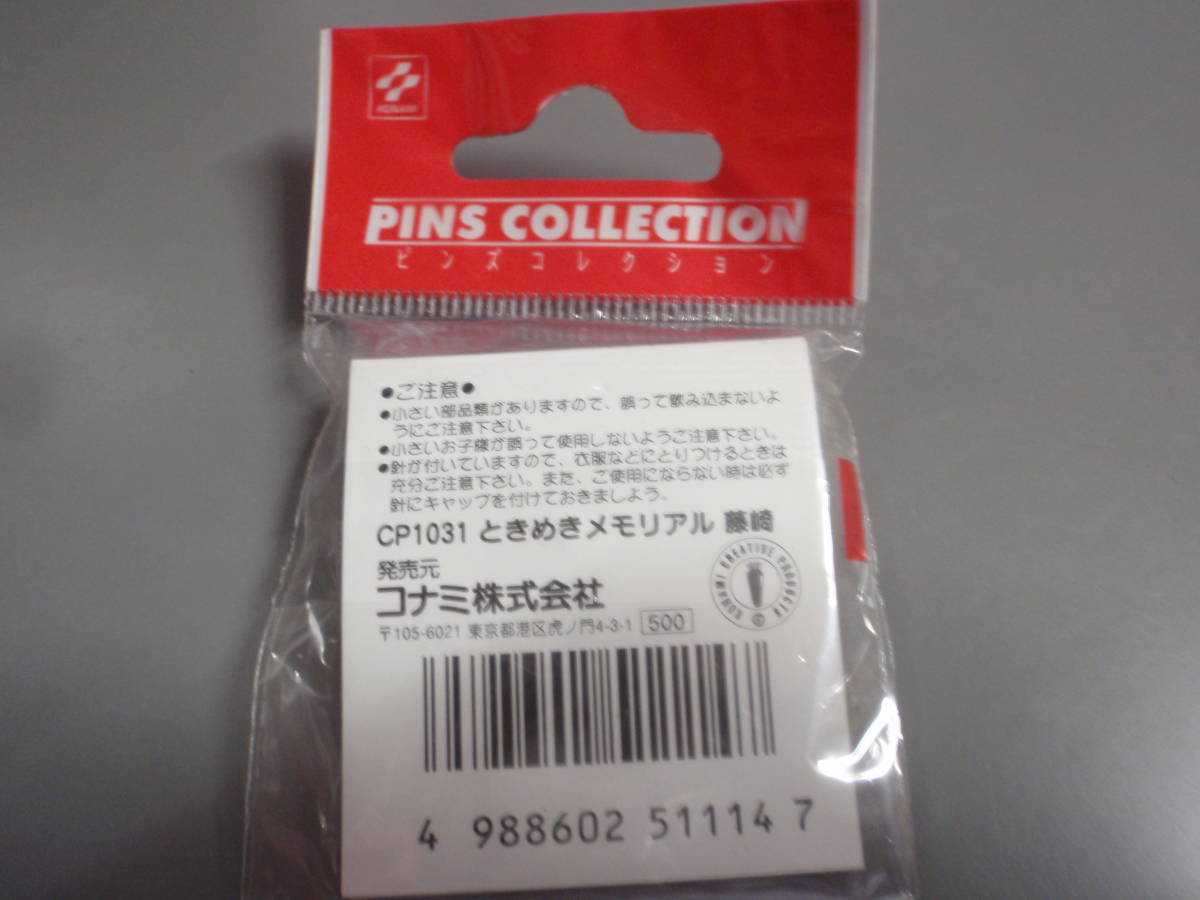 KONAMI
PINS COLLECTION
ピンズコレクション
●ご注意●
●小さい部品類がありますので、誤って飲み込まないよ
うにご注意下さい。
●小さいお子様が誤って使用しないようご注意下さい。
●針が付いていますので、衣服などにとりつけるときは
充分ご注意下さい。また、ご使用にならない時は必ず
針にキャップを付けておきましょう。
CP1031 ときめきメモリアル 藤崎
発売元
コナミ株式会社
〒105-6021 東京都港区虎ノ門4-3-1 500
KONAMI CREATIVE PRODUCTS ©
4 988602 511147